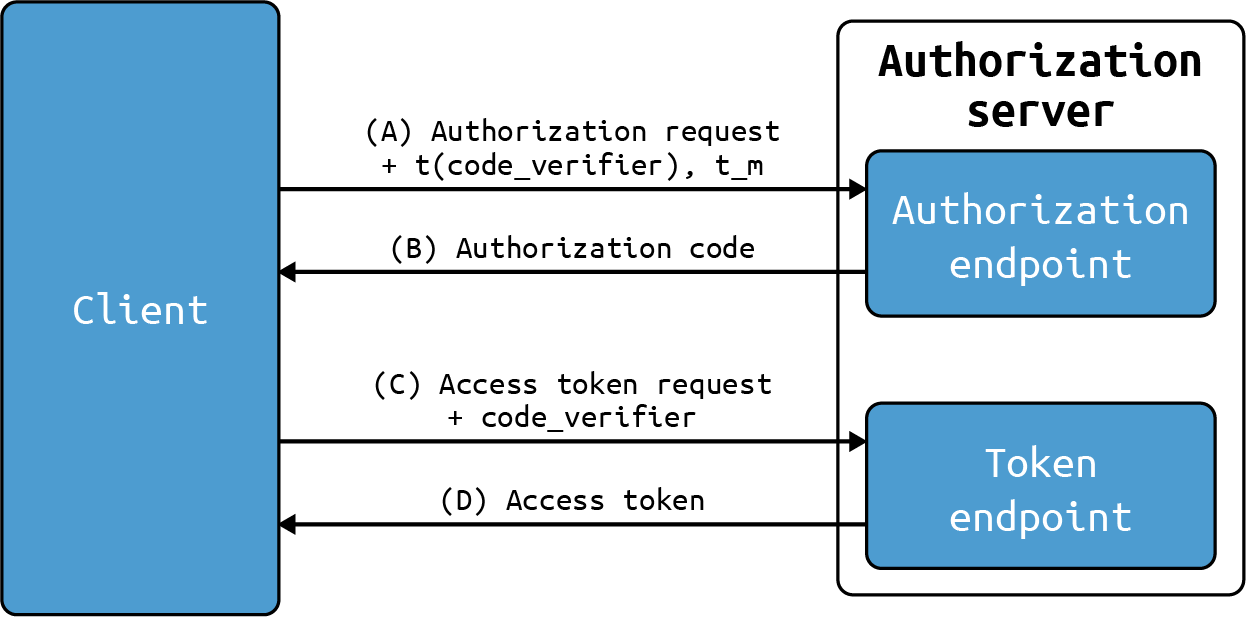 Authorization
server
(A) Authorization request
+ t(code_verifier), t_m
Authorization
endpoint
(B) Authorization code
Client
(C) Access token request
+ code_verifier
Token
endpoint
(D) Access token